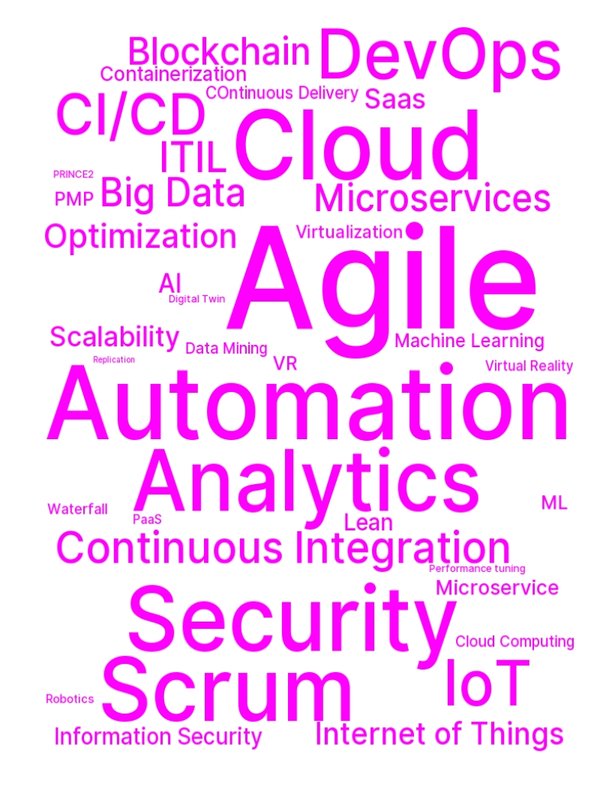 Blockchain DevOps
Containerization
COntinuous Delivery Saas
CI/CD
Cloud
ITIL
PRINCE2
PMP Big Data Microservices
Optimization Virtualization
Agile
AI
Digital Twin
Scalability Machine Learning
Data Mining
Replication VR Virtual Reality
Automation
Analytics
Waterfall ML
PaaS Lean
Continuous Integration
Performance tuning
Microservice
Security
Cloud Computing
Scrum IoT
Robotics
Information Security Internet of Things